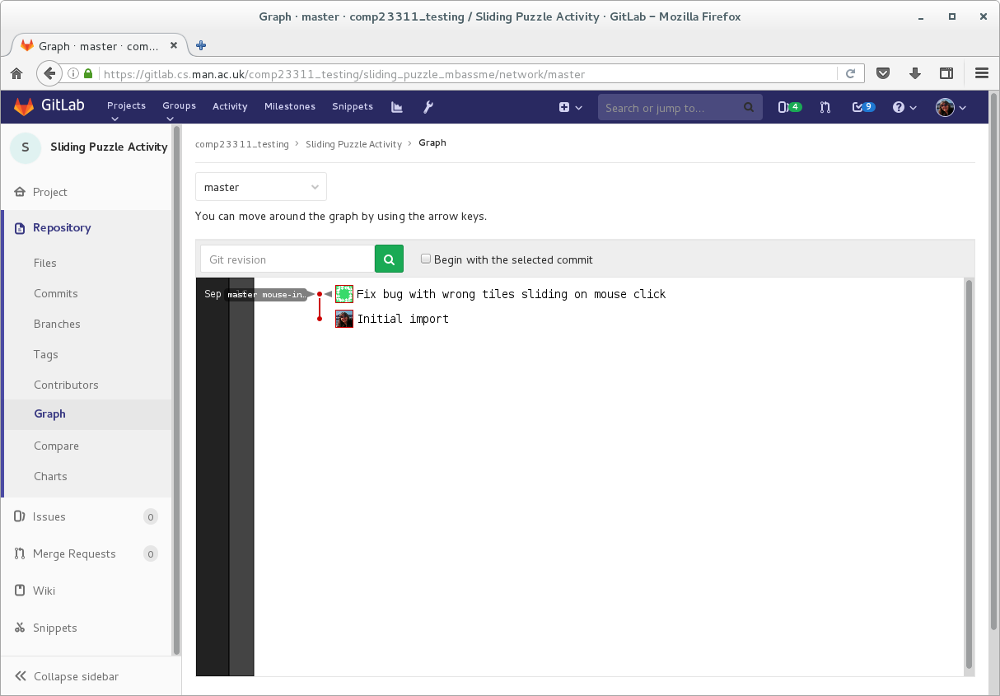 Graph · master · comp23311_testing / Sliding Puzzle Activity · GitLab – Mozilla Firefox
Graph · master · com…
https://gitlab.cs.man.ac.uk/comp23311_testing/sliding_puzzle_mbassme/network/master
GitLab Projects Groups Activity Milestones Snippets Search or jump to… 4 9
S Sliding Puzzle Activity
comp23311_testing › Sliding Puzzle Activity › Graph
master
Project
You can move around the graph by using the arrow keys.
Repository
Git revision Begin with the selected commit
Files
Sep master mouse-in… Fix bug with wrong tiles sliding on mouse click
Commits
Initial import
Branches
Tags
Contributors
Graph
Compare
Charts
Issues 0
Merge Requests 0
Wiki
Snippets
Collapse sidebar